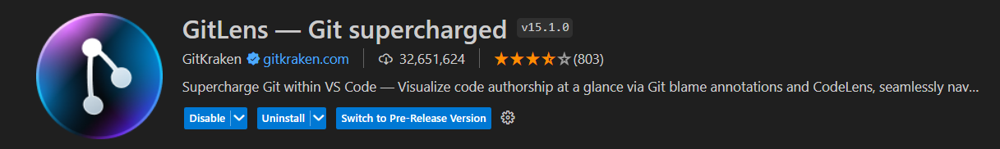 GitLens — Git supercharged v15.1.0
GitKraken gitkraken.com 32,651,624 (803)
Supercharge Git within VS Code — Visualize code authorship at a glance via Git blame annotations and CodeLens, seamlessly nav...
Disable Uninstall Switch to Pre-Release Version